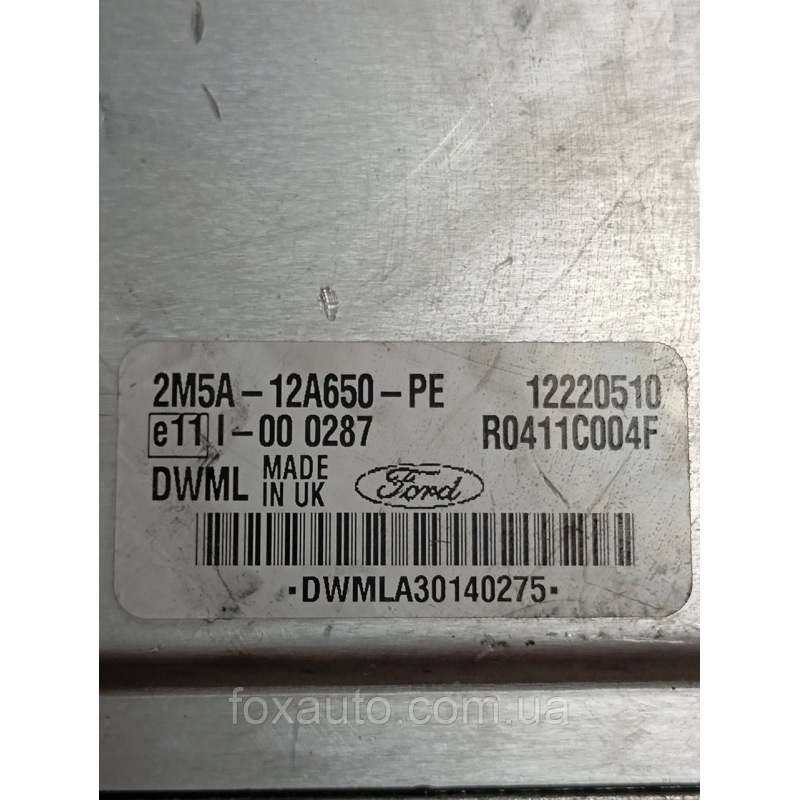 2M5A-12A650-PE 12220510
e11 I-00 0287 R0411C004F
DWML MADE IN UK Ford
·DWMLA30140275·
foxauto.com.ua